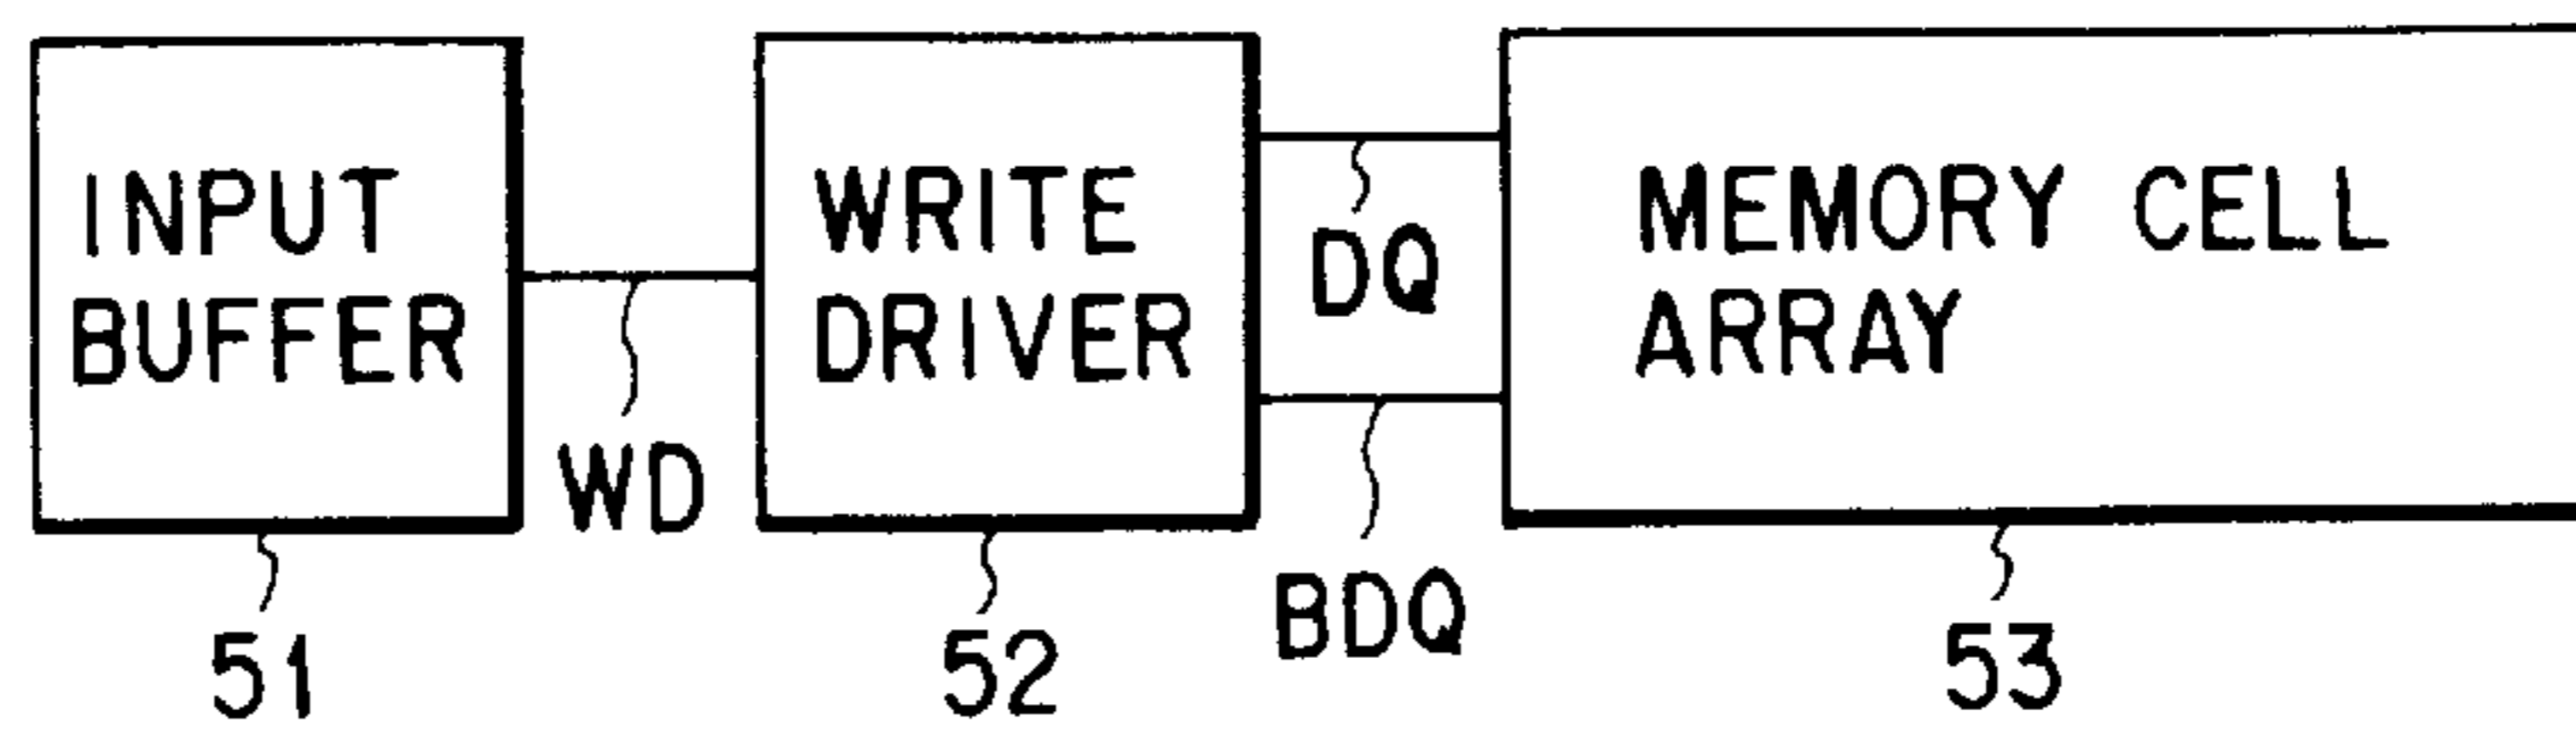 INPUT
BUFFER
WD
WRITE
DRIVER
DQ
BDQ
MEMORY CELL
ARRAY
51
52
53